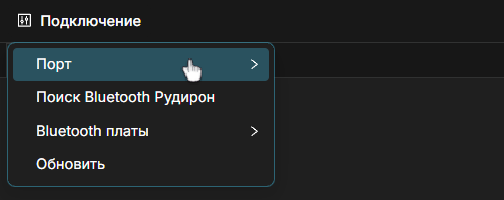 Подключение
Порт
Поиск Bluetooth Рудирон
Bluetooth платы
Обновить